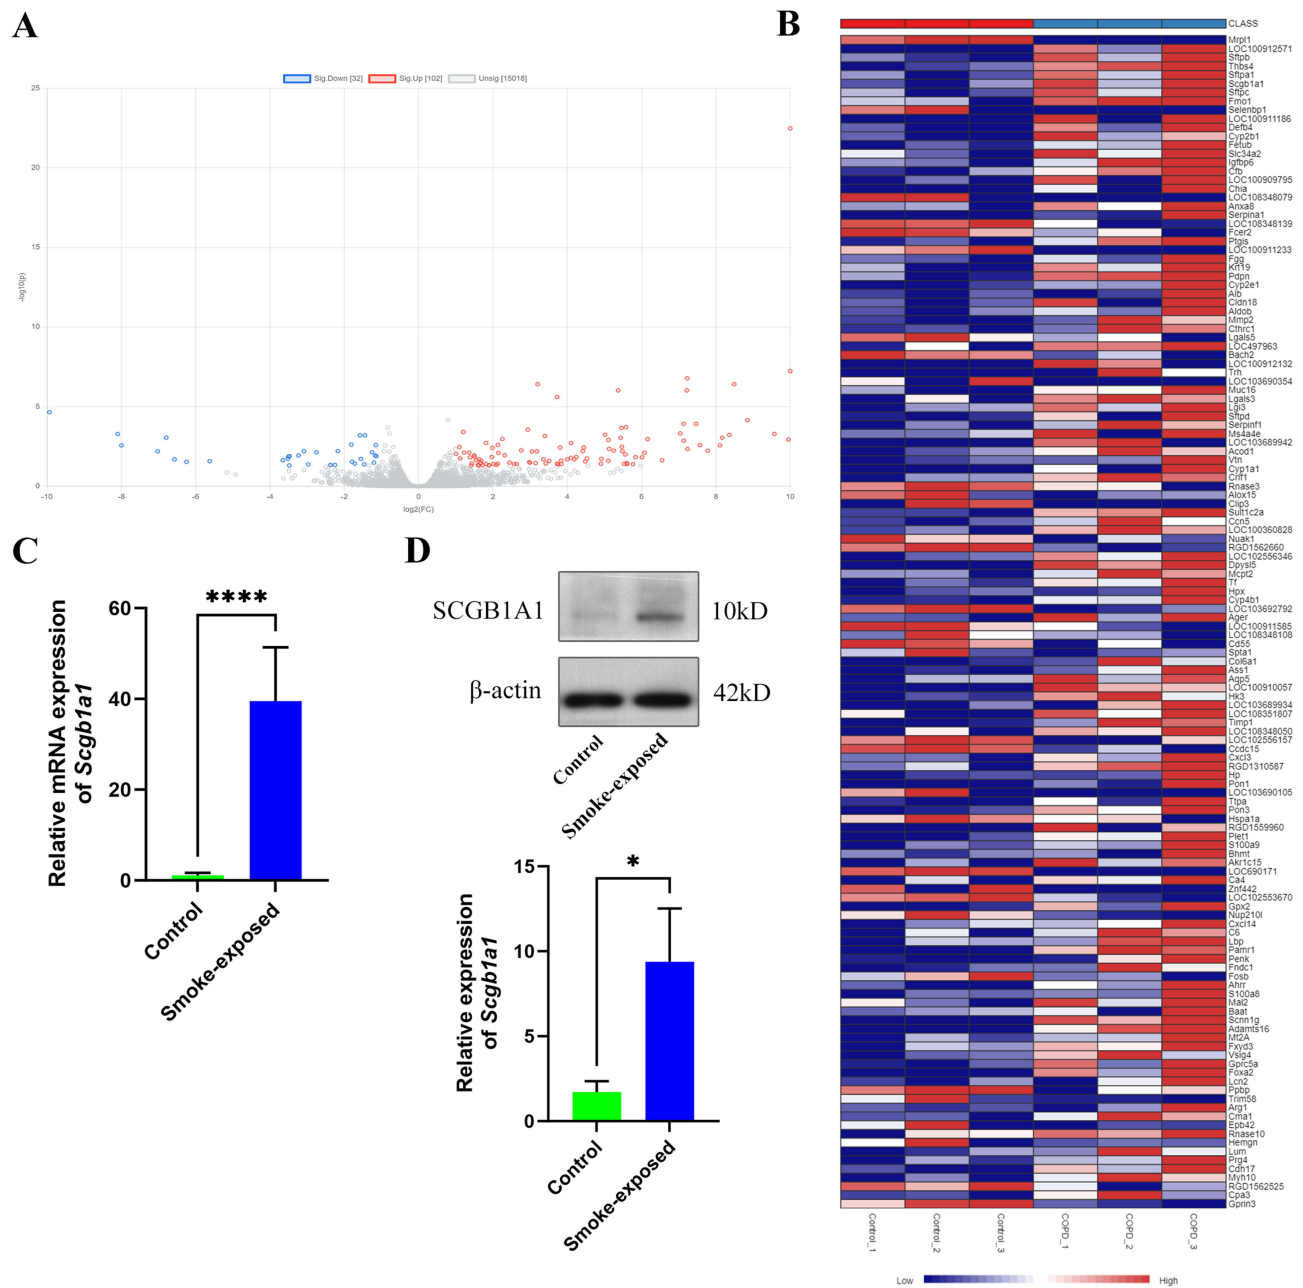 A
Sig.Down [32]
Sig.Up [102]
Unsig [15018]
25
20
15
10
5
0
-log10(p)
-10
-8
-6
-4
-2
0
2
4
6
8
10
log2(FC)
B
CLASS
Mrpl1
LOC100912571
Sftpb
Thbs4
Sftpa1
Scgb1a1
Sftpc
Fmo1
Selenbp1
LOC100911186
Defb4
Cyp2b1
Fetub
Slc34a2
Igfbp6
Cfb
LOC100909795
Chia
LOC108348079
Anxa8
Serpina1
LOC108348139
Fcer2
Ptgis
LOC100911233
Fgg
Krt19
Pdpn
Cyp2e1
Alb
Cldn18
Aldob
Mmp2
Cthrc1
Lgals5
LOC497963
Bach2
LOC100912132
Trh
LOC103690354
Muc16
Lgals3
Lgi3
Sftpd
Serpinf1
Ms4a4e
LOC103689942
Acod1
Vtn
Cyp1a1
Crlf1
Rnase3
Alox15
Clip3
Sult1c2a
Ccn5
LOC100360828
Nuak1
RGD1562660
LOC102556346
Dpysl5
Mcpt2
Tf
Hpx
Cyp4b1
LOC103692792
Ager
LOC100911585
LOC108348108
Cd55
Spta1
Col6a1
Ass1
Aqp5
LOC100910057
Hk3
LOC103689934
LOC108351807
Timp1
LOC108348050
LOC102556157
Ccdc15
Cxcl3
RGD1310587
Hp
Pon1
LOC103690105
Ttpa
Pon3
Hspa1a
RGD1559960
Plet1
S100a9
Bhmt
Akr1c15
LOC690171
Ca4
Znf442
LOC102553670
Gpx2
Nup210l
Cxcl14
C6
Lbp
Pamr1
Penk
Fndc1
Fosb
Ahrr
S100a8
Mal2
Baat
Scnn1g
Adamts16
Mt2A
Fxyd3
Vsig4
Gprc5a
Foxa2
Lcn2
Ppbp
Trim58
Arg1
Cma1
Epb42
Rnase10
Hemgn
Lum
Prg4
Cdh17
Myh10
RGD1562525
Cpa3
Gprin3
Control_1
Control_2
Control_3
COPD_1
COPD_2
COPD_3
Low
High
C
Relative mRNA expression
of Scgb1a1
60
40
20
0
****
Control
Smoke-exposed
D
SCGB1A1
10kD
β-actin
42kD
Control
Smoke-exposed
Relative expression
of Scgb1a1
15
10
5
0
*
Control
Smoke-exposed